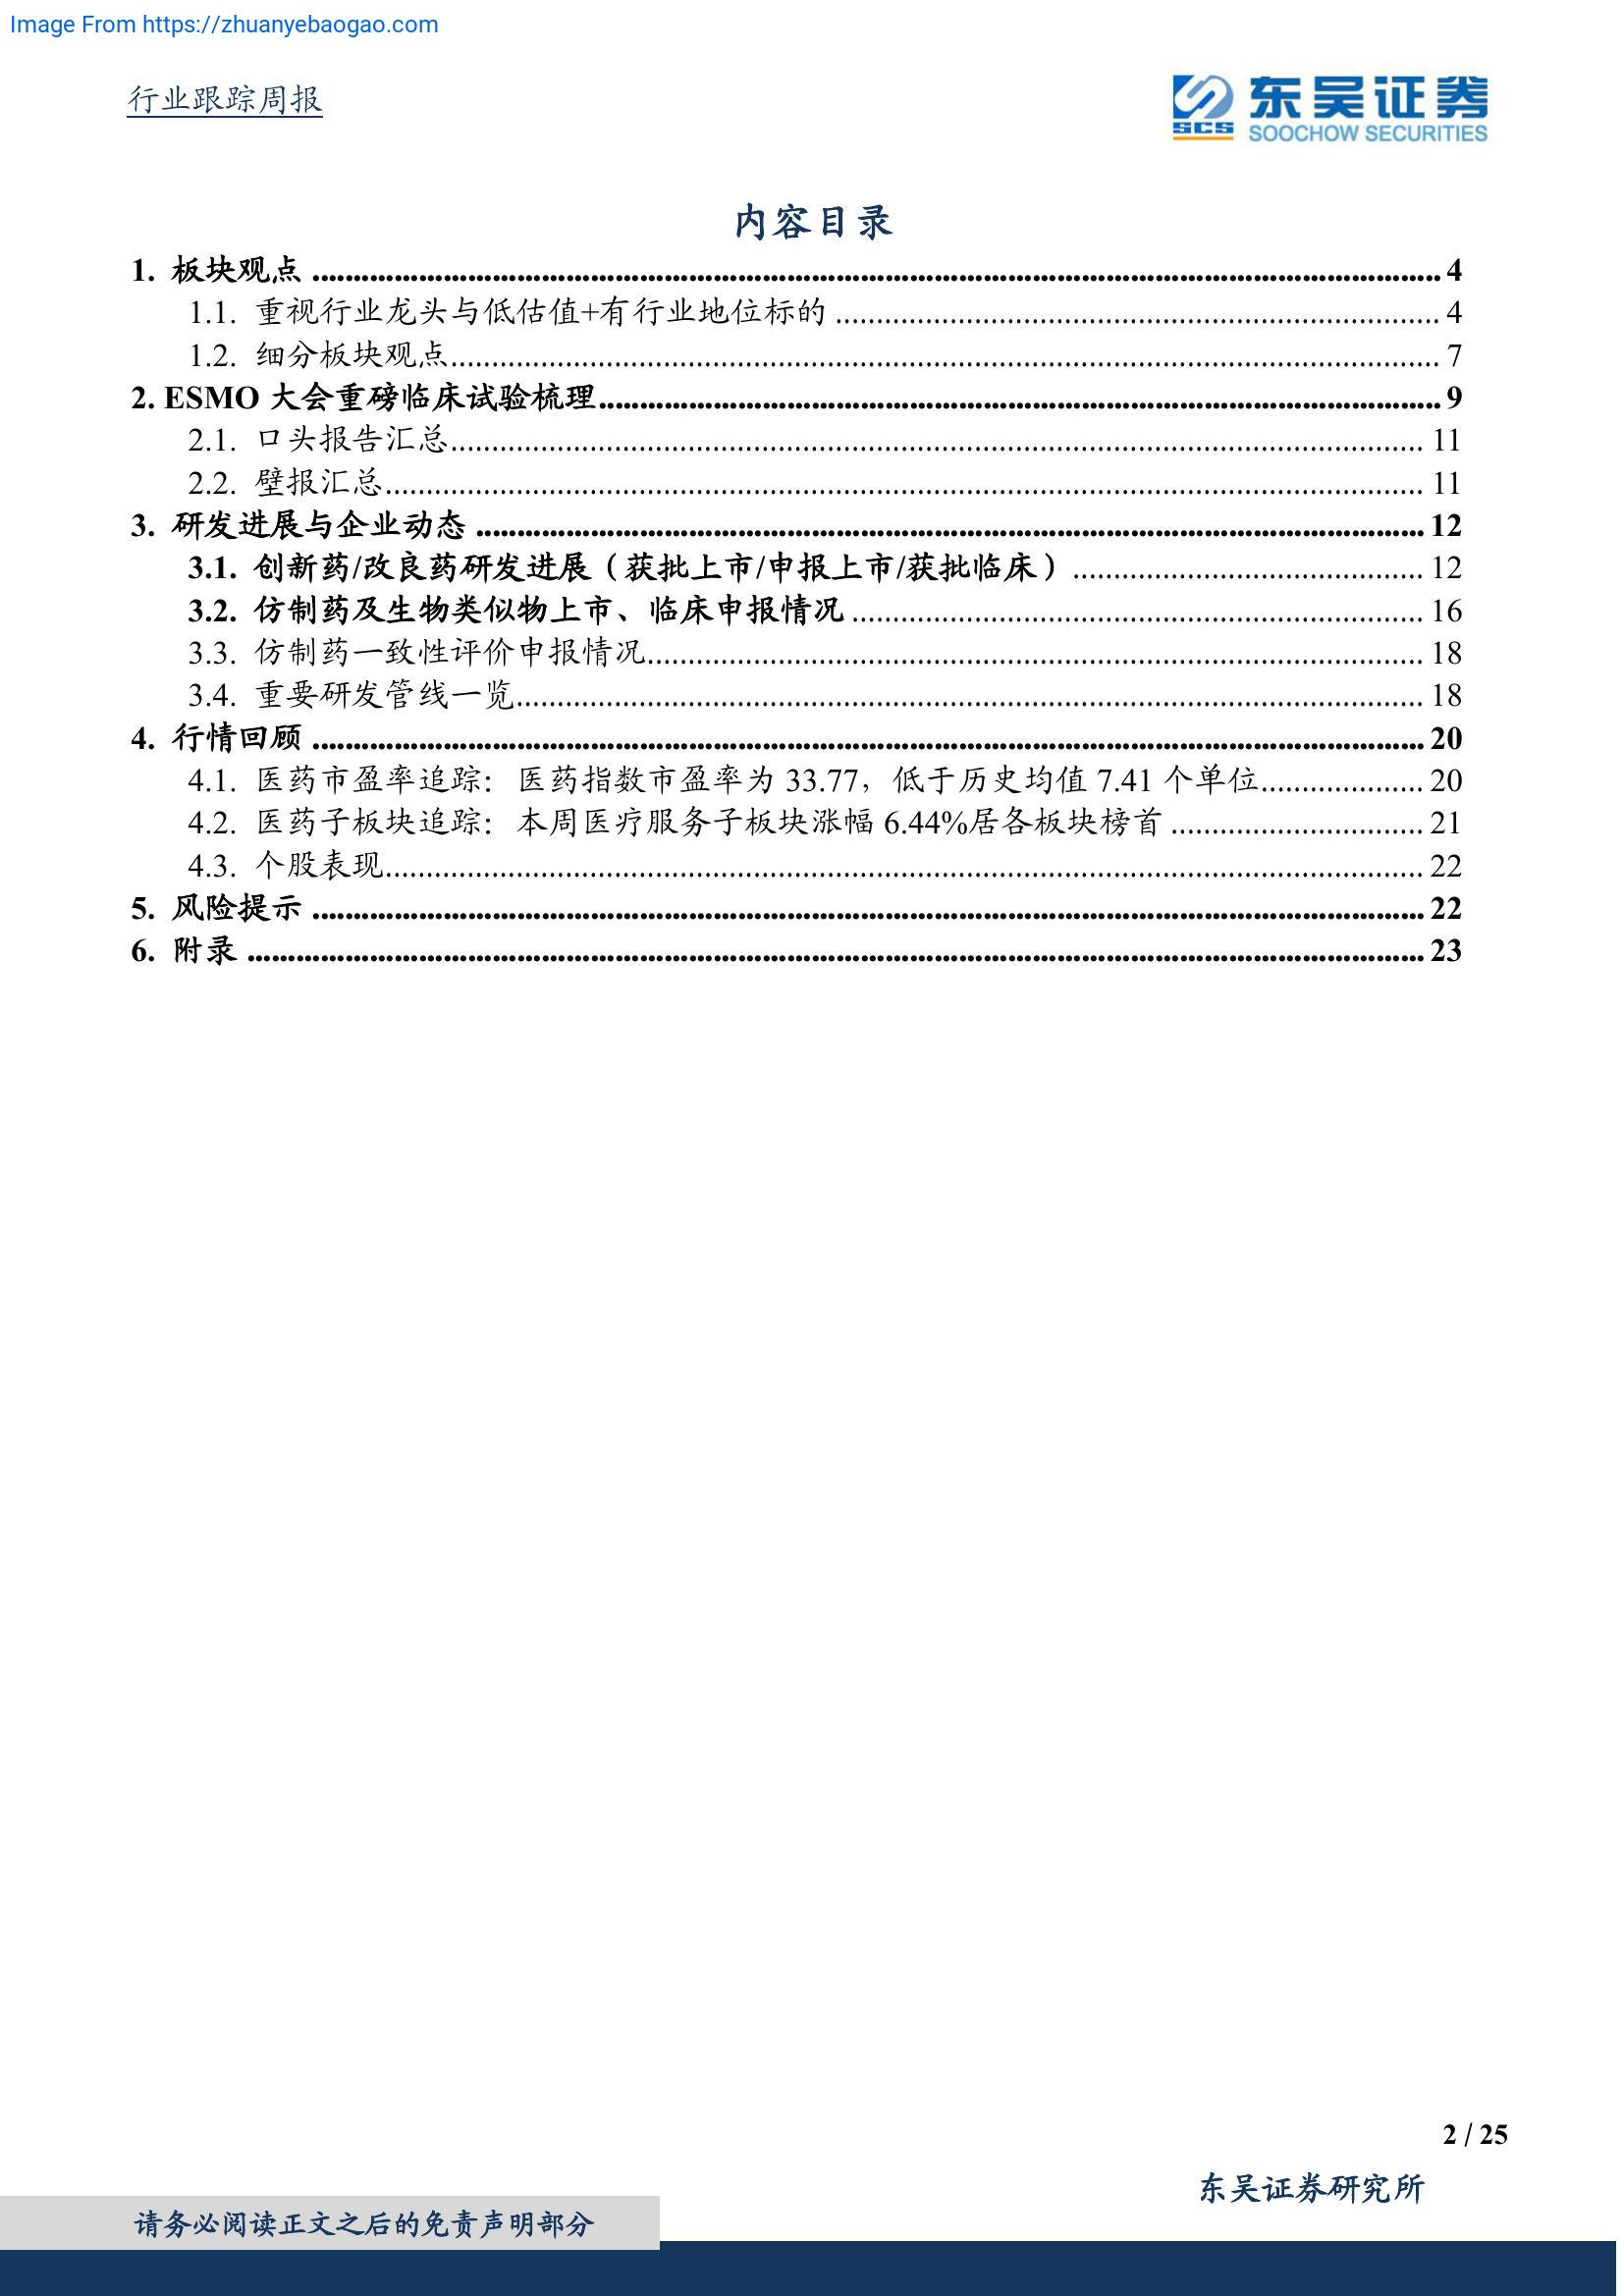 Image From https://zhuanyebaogao.com
行业跟踪周报
SCS 东吴证券
SOOCHOW SECURITIES
内容目录
1. 板块观点 ........ 4
1.1. 重视行业龙头与低估值+有行业地位标的 ........ 4
1.2. 细分板块观点........ 7
2. ESMO 大会重磅临床试验梳理........ 9
2.1. 口头报告汇总........ 11
2.2. 壁报汇总........ 11
3. 研发进展与企业动态 ........ 12
3.1. 创新药/改良药研发进展（获批上市/申报上市/获批临床）........ 12
3.2. 仿制药及生物类似物上市、临床申报情况 ........ 16
3.3. 仿制药一致性评价申报情况........ 18
3.4. 重要研发管线一览........ 18
4. 行情回顾 ........ 20
4.1. 医药市盈率追踪：医药指数市盈率为 33.77，低于历史均值 7.41 个单位........ 20
4.2. 医药子板块追踪：本周医疗服务子板块涨幅 6.44%居各板块榜首 ........ 21
4.3. 个股表现........ 22
5. 风险提示 ........ 22
6. 附录 ........ 23
2 / 25
东吴证券研究所
请务必阅读正文之后的免责声明部分